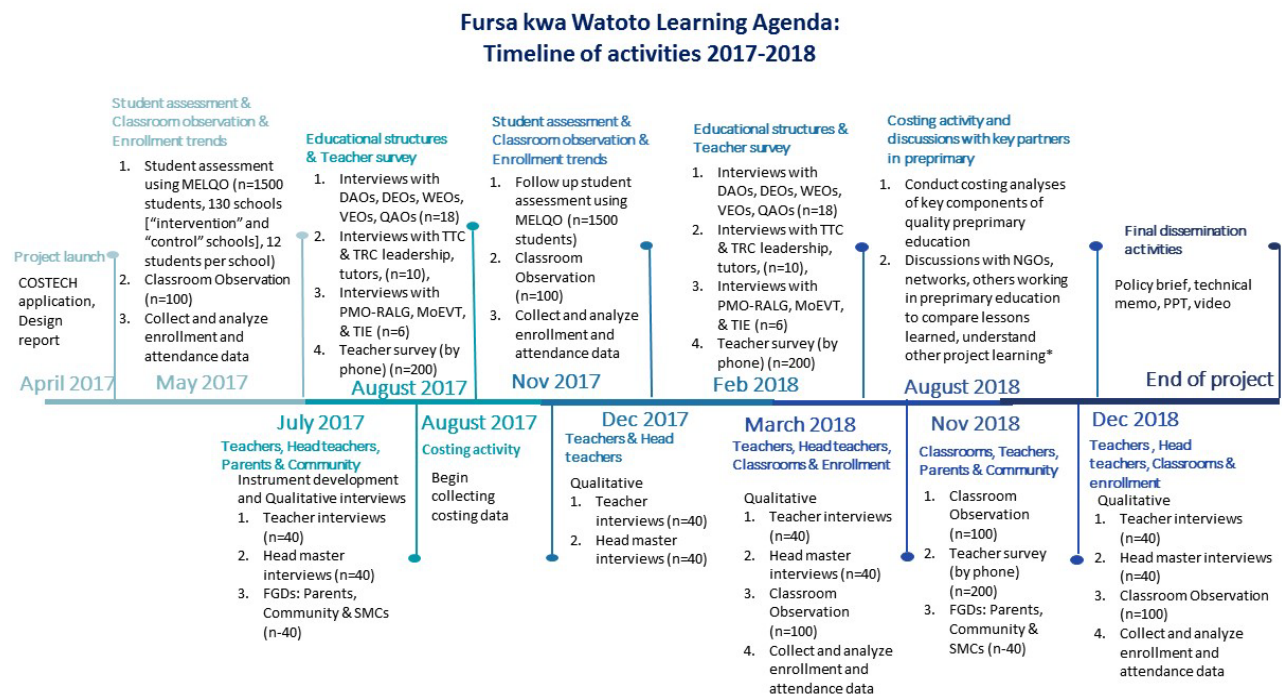 Fursa kwa Watoto Learning Agenda:
Timeline of activities 2017-2018
Project launch
COSTECH
application,
Design
report
April 2017
Student assessment &
Classroom observation &
Enrollment trends
1. Student assessment
using MELQO (n=1500
students, 130 schools
["intervention" and
"control" schools], 12
students per school)
2. Classroom Observation
(n=100)
3. Collect and analyze
enrollment and
attendance data
May 2017
Educational structures
& Teacher survey
1. Interviews with
DAOs, DEOs, WEOs,
VEOs, QAOs (n=18)
2. Interviews with TTC
& TRC leadership,
tutors, (n=10),
3. Interviews with
PMO-RALG, MoEVT,
& TIE (n=6)
4. Teacher survey (by
phone) (n=200)
August 2017
Student assessment &
Classroom observation &
Enrollment trends
1. Follow up student
assessment using
MELQO (n=1500
students)
2. Classroom
Observation
(n=100)
3. Collect and analyze
enrollment and
attendance data
Nov 2017
Educational structures &
Teacher survey
1. Interviews with
DAOs, DEOs, WEOs,
VEOs, QAOs (n=18)
2. Interviews with TTC
& TRC leadership,
tutors, (n=10),
3. Interviews with
PMO-RALG, MoEVT,
& TIE (n=6)
4. Teacher survey (by
phone) (n=200)
Feb 2018
Costing activity and
discussions with key partners
in preprimary
1. Conduct costing analyses
of key components of
quality preprimary
education
2. Discussions with NGOs,
networks, others working
in preprimary education
to compare lessons
learned, understand
other project learning*
August 2018
Final dissemination
activities
Policy brief, technical
memo, PPT, video
End of project
July 2017
Teachers, Head teachers,
Parents & Community
Instrument development
and Qualitative interviews
1. Teacher interviews
(n=40)
2. Head master
interviews (n=40)
3. FGDs: Parents,
Community & SMCs
(n-40)
August 2017
Costing activity
Begin
collecting
costing data
Dec 2017
Teachers & Head
teachers
Qualitative
1. Teacher
interviews (n=40)
2. Head master
interviews (n=40)
March 2018
Teachers, Head teachers,
Classrooms & Enrollment
Qualitative
1. Teacher interviews
(n=40)
2. Head master
interviews (n=40)
3. Classroom
Observation
(n=100)
4. Collect and analyze
enrollment and
attendance data
Nov 2018
Classrooms, Teachers,
Parents & Community
1. Classroom
Observation
(n=100)
2. Teacher survey
(by phone)
(n=200)
3. FGDs: Parents,
Community &
SMCs (n-40)
Dec 2018
Teachers , Head
teachers, Classrooms &
enrollment
Qualitative
1. Teacher interviews
(n=40)
2. Head master interviews
(n=40)
3. Classroom Observation
(n=100)
4. Collect and analyze
enrollment and
attendance data